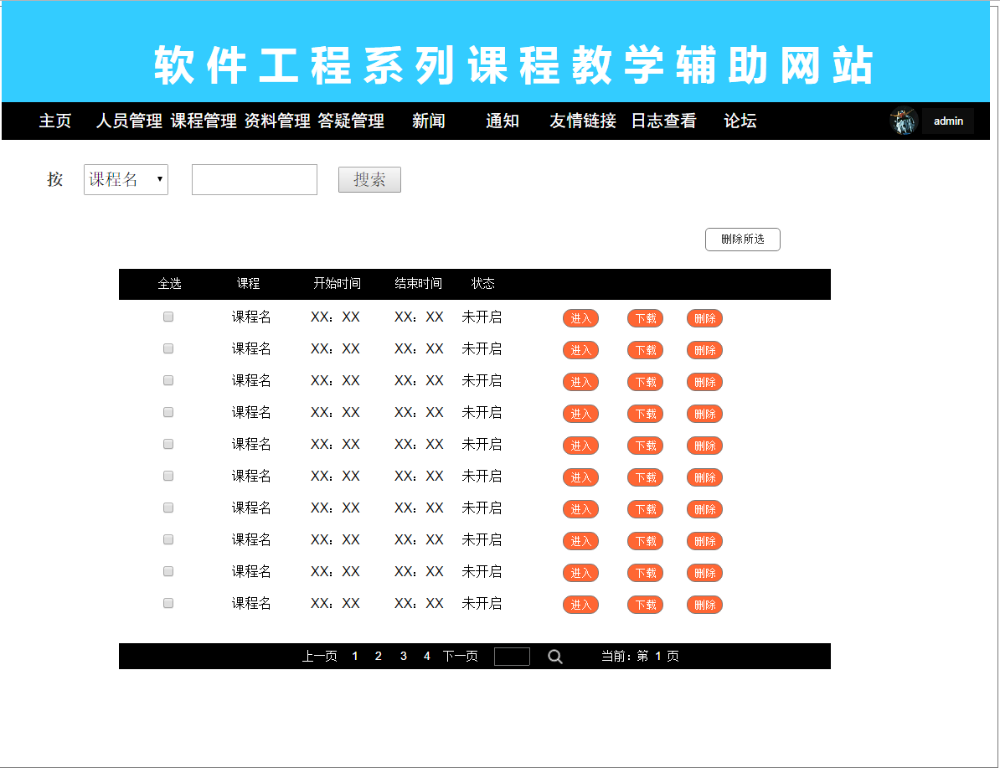 软件工程系列课程教学辅助网站
主页 人员管理 课程管理 资料管理 答疑管理 新闻 通知 友情链接 日志查看 论坛 admin
按 课程名 搜索
删除所选
全选 课程 开始时间 结束时间 状态
课程名 XX：XX XX：XX 未开启 进入 下载 删除
课程名 XX：XX XX：XX 未开启 进入 下载 删除
课程名 XX：XX XX：XX 未开启 进入 下载 删除
课程名 XX：XX XX：XX 未开启 进入 下载 删除
课程名 XX：XX XX：XX 未开启 进入 下载 删除
课程名 XX：XX XX：XX 未开启 进入 下载 删除
课程名 XX：XX XX：XX 未开启 进入 下载 删除
课程名 XX：XX XX：XX 未开启 进入 下载 删除
课程名 XX：XX XX：XX 未开启 进入 下载 删除
课程名 XX：XX XX：XX 未开启 进入 下载 删除
上一页 1 2 3 4 下一页 当前：第 1 页